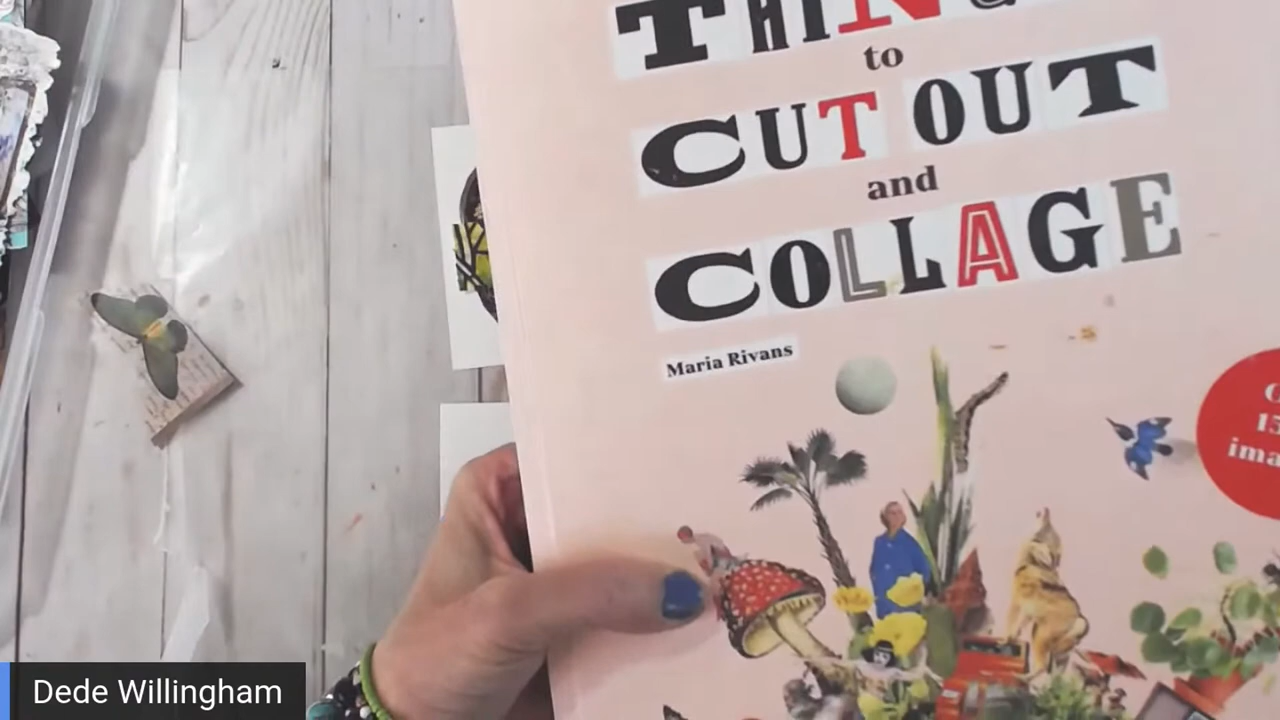 to
CUT OUT
and
COLLAGE
Maria Rivans
Dede Willingham